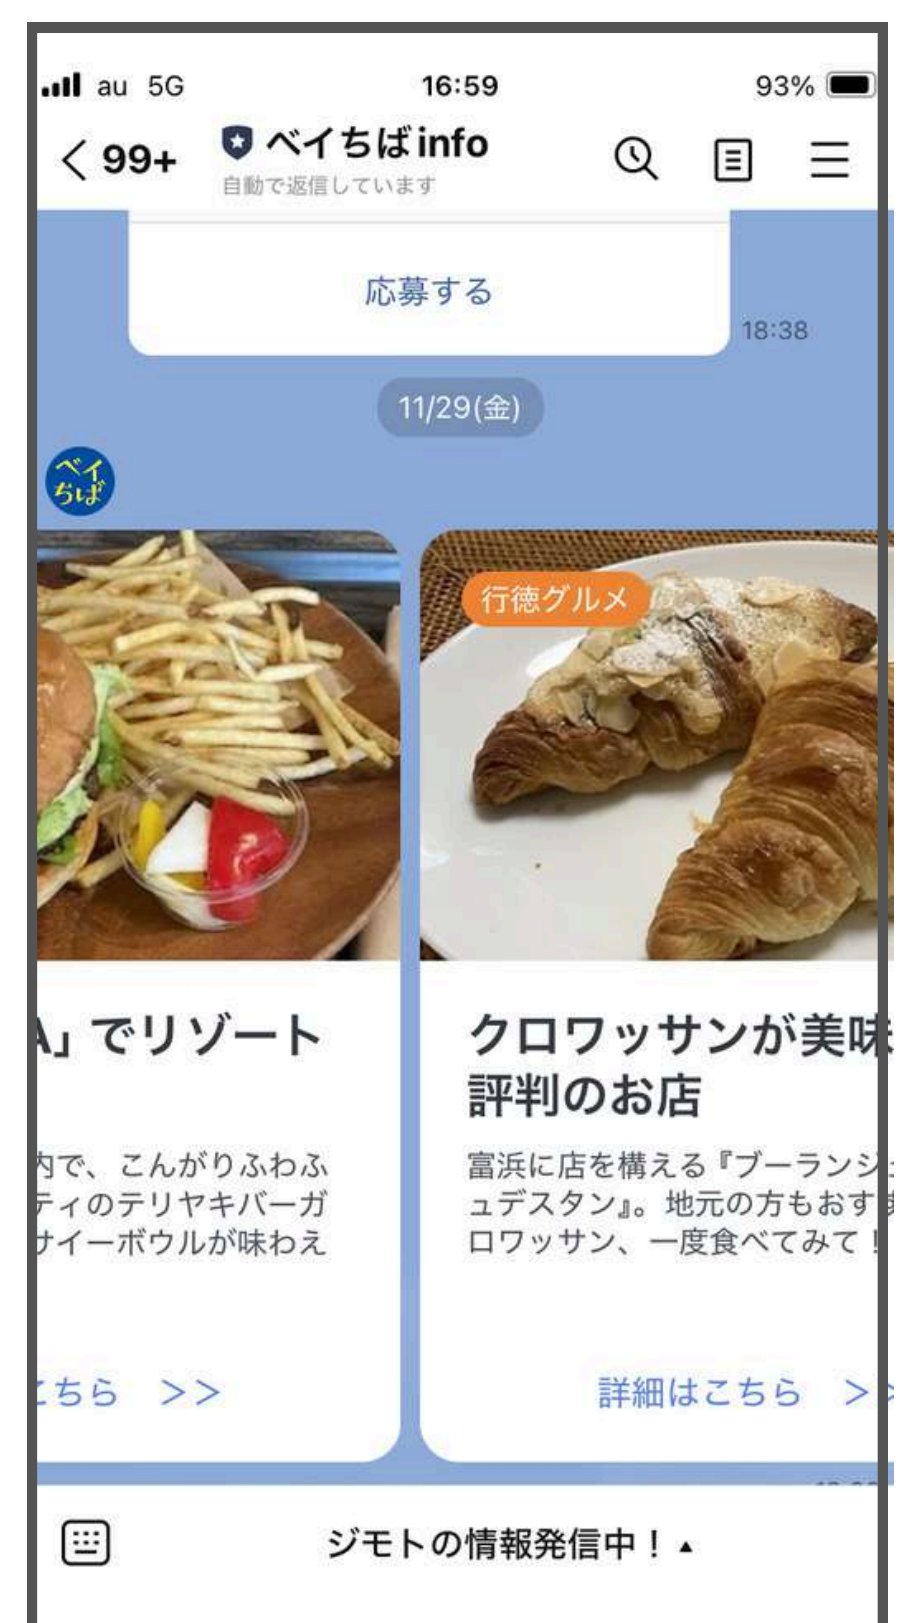 au 5G 16:59 93%
99+ ベイちばinfo
自動で返信しています
応募する
18:38
11/29(金)
ベイ
ちば
行徳グルメ
」でリゾート
クロワッサンが美味
評判のお店
内で、こんがりふわふ
ティのテリヤキバーガ
サイーボウルが味わえ
富浜に店を構える『ブーランジ
ュデスタン』。地元の方もおす
ロワッサン、一度食べてみて!
こちら >>
詳細はこちら >>
ジモトの情報発信中!▲